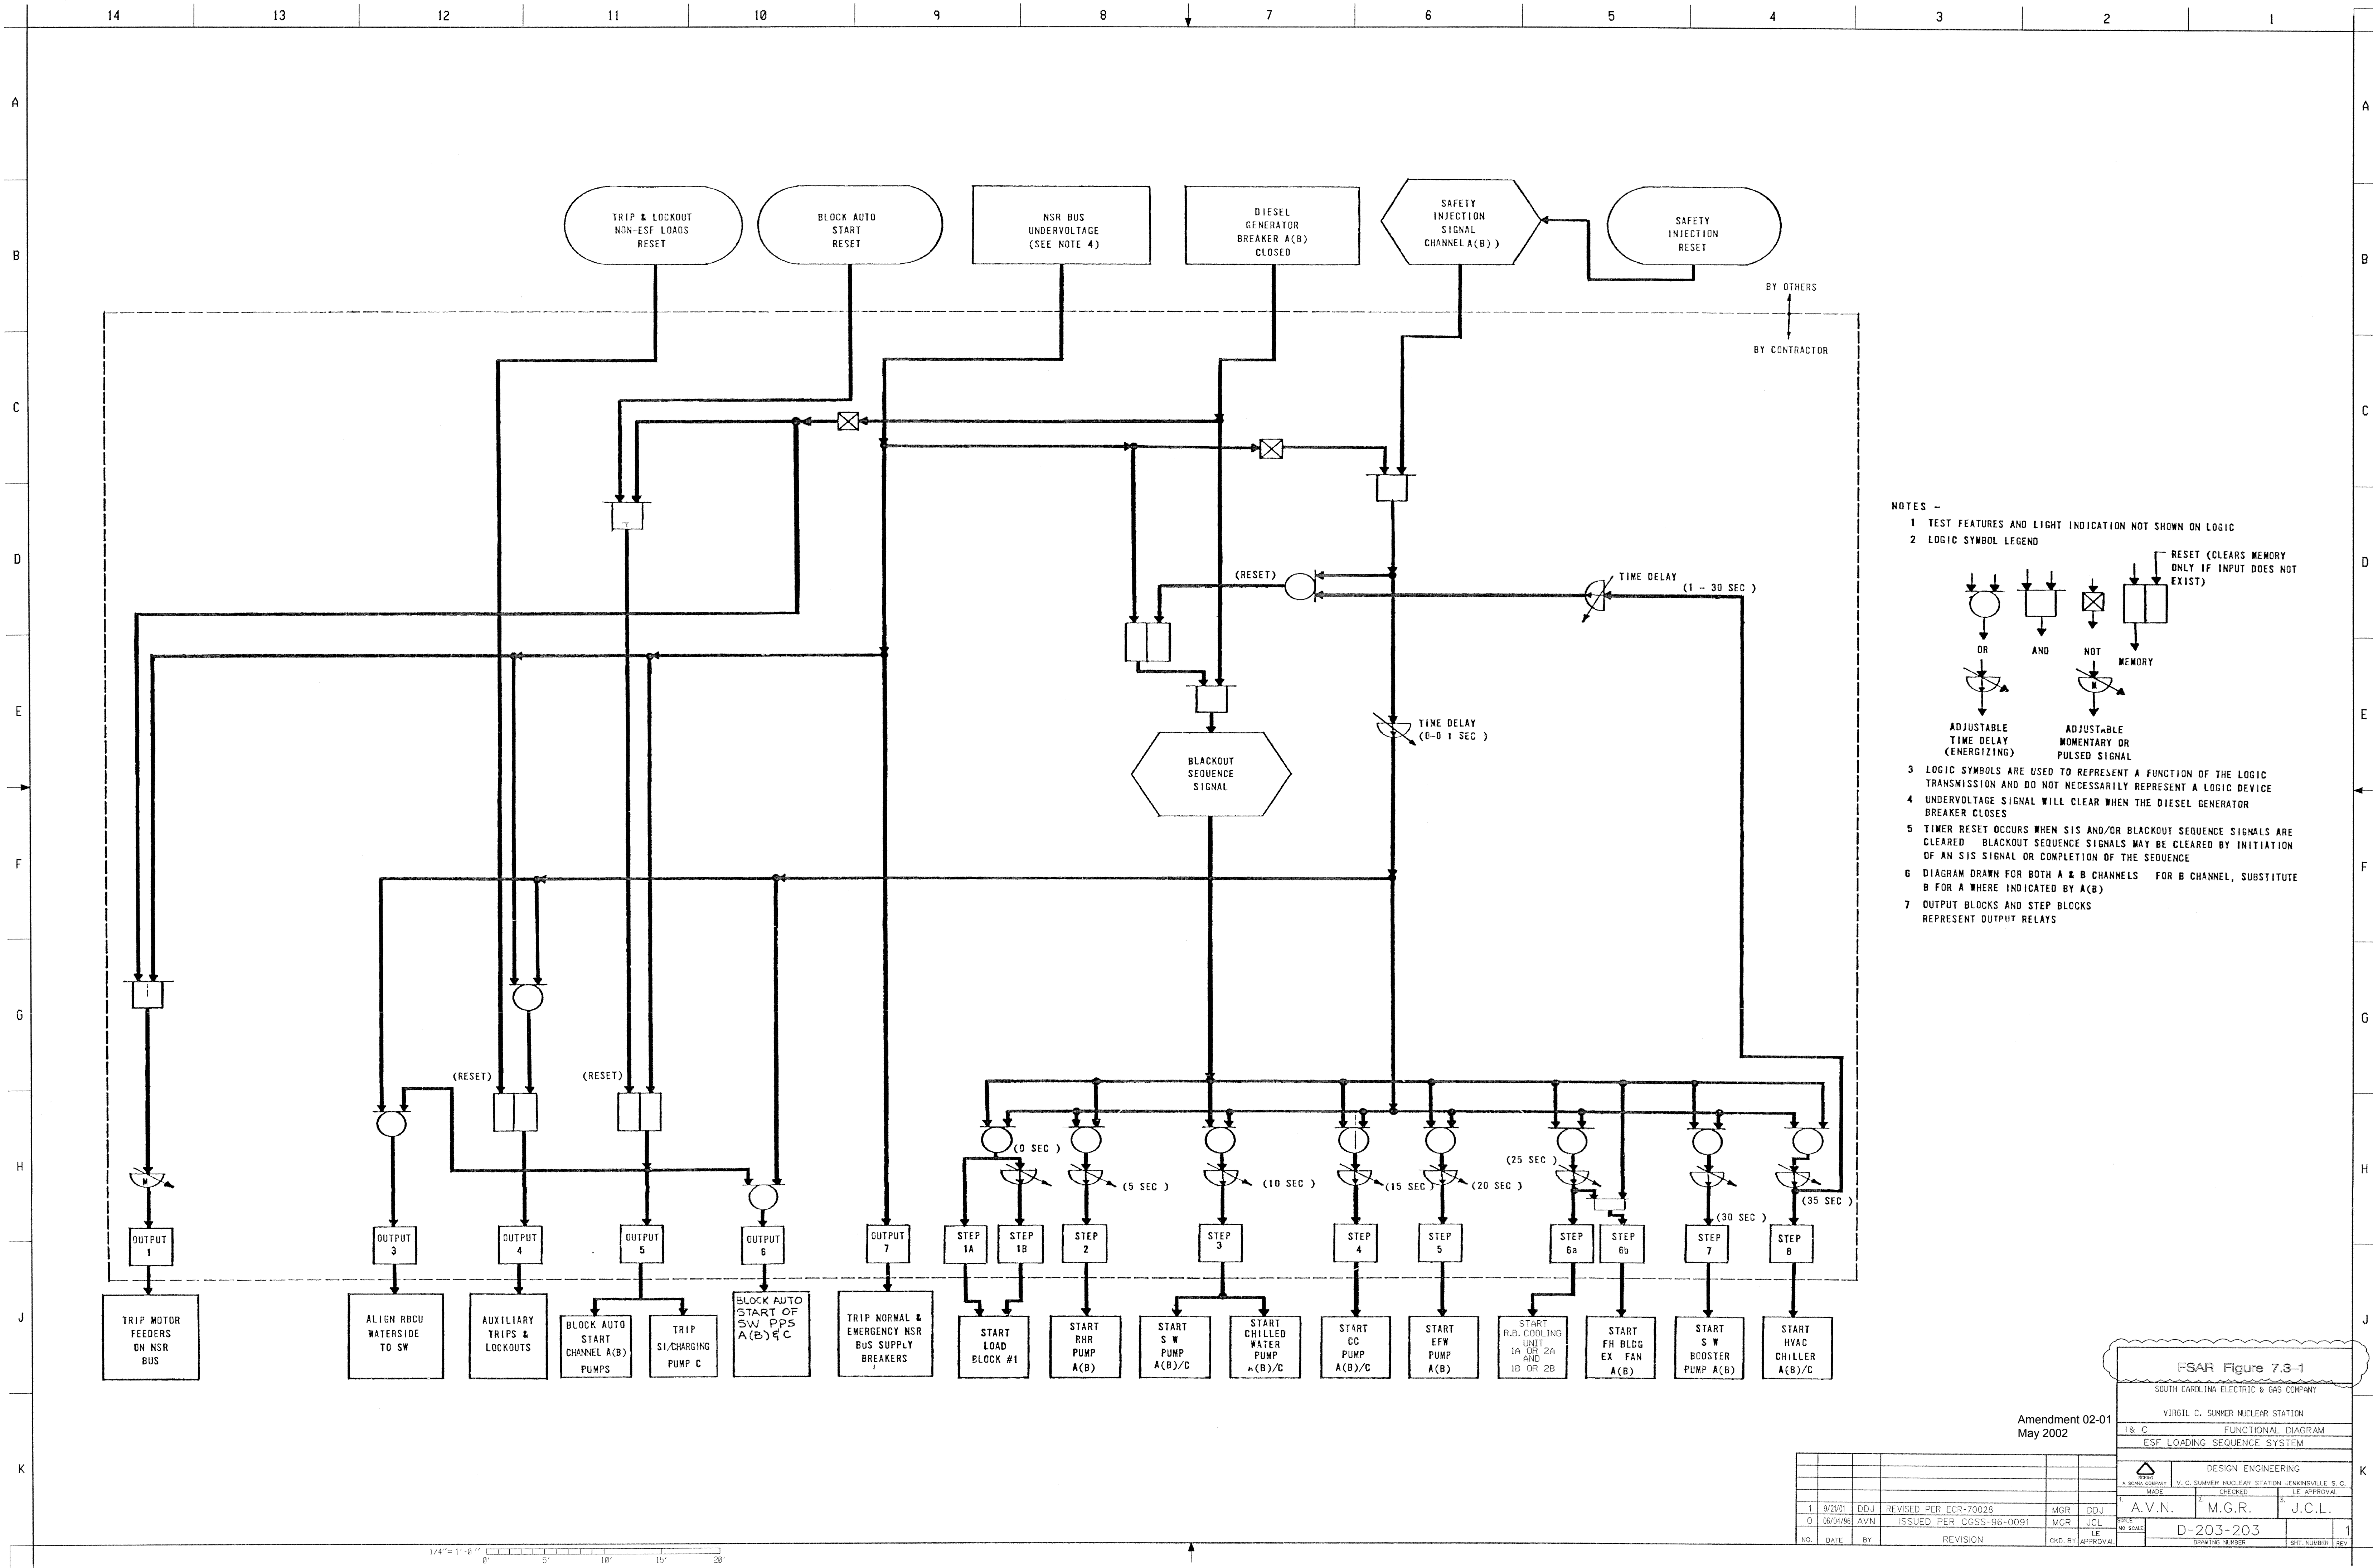 14 13 12 11 10 9 8 7 6 5 4 3 2 1
A
A
B
B
C
C
D
D
E
E
F
F
G
G
H
H
J
J
K
K
TRIP & LOCKOUT
NON-ESF LOADS
RESET
BLOCK AUTO
START
RESET
NSR BUS
UNDERVOLTAGE
(SEE NOTE 4)
DIESEL
GENERATOR
BREAKER A(B)
CLOSED
SAFETY
INJECTION
SIGNAL
CHANNEL A(B) )
SAFETY
INJECTION
RESET
BY OTHERS
BY CONTRACTOR
(RESET)
TIME DELAY
(1 - 30 SEC )
TIME DELAY
(0-0 1 SEC )
BLACKOUT
SEQUENCE
SIGNAL
NOTES -
1 TEST FEATURES AND LIGHT INDICATION NOT SHOWN ON LOGIC
2 LOGIC SYMBOL LEGEND
RESET (CLEARS MEMORY
ONLY IF INPUT DOES NOT
EXIST)
OR
AND
NOT
MEMORY
M
ADJUSTABLE
TIME DELAY
(ENERGIZING)
ADJUSTABLE
MOMENTARY OR
PULSED SIGNAL
3 LOGIC SYMBOLS ARE USED TO REPRESENT A FUNCTION OF THE LOGIC
TRANSMISSION AND DO NOT NECESSARILY REPRESENT A LOGIC DEVICE
4 UNDERVOLTAGE SIGNAL WILL CLEAR WHEN THE DIESEL GENERATOR
BREAKER CLOSES
5 TIMER RESET OCCURS WHEN SIS AND/OR BLACKOUT SEQUENCE SIGNALS ARE
CLEARED BLACKOUT SEQUENCE SIGNALS MAY BE CLEARED BY INITIATION
OF AN SIS SIGNAL OR COMPLETION OF THE SEQUENCE
6 DIAGRAM DRAWN FOR BOTH A & B CHANNELS FOR B CHANNEL, SUBSTITUTE
B FOR A WHERE INDICATED BY A(B)
7 OUTPUT BLOCKS AND STEP BLOCKS
REPRESENT OUTPUT RELAYS
(RESET)
(RESET)
M
(0 SEC )
(5 SEC )
(10 SEC )
(15 SEC )
(20 SEC )
(25 SEC )
(30 SEC )
(35 SEC )
OUTPUT
1
OUTPUT
3
OUTPUT
4
OUTPUT
5
OUTPUT
6
OUTPUT
7
STEP
1A
STEP
1B
STEP
2
STEP
3
STEP
4
STEP
5
STEP
6a
STEP
6b
STEP
7
STEP
8
TRIP MOTOR
FEEDERS
ON NSR
BUS
ALIGN RBCU
WATERSIDE
TO SW
AUXILIARY
TRIPS &
LOCKOUTS
BLOCK AUTO
START
CHANNEL A(B)
PUMPS
TRIP
SI/CHARGING
PUMP C
BLOCK AUTO
START OF
SW PPS
A(B) & C
TRIP NORMAL &
EMERGENCY NSR
BUS SUPPLY
BREAKERS
START
LOAD
BLOCK #1
START
RHR
PUMP
A(B)
START
S W
PUMP
A(B)/C
START
CHILLED
WATER
PUMP
A(B)/C
START
CC
PUMP
A(B)/C
START
EFW
PUMP
A(B)
START
R.B. COOLING
UNIT
1A OR 2A
AND
1B OR 2B
START
FH BLDG
EX FAN
A(B)
START
S W
BOOSTER
PUMP A(B)
START
HVAC
CHILLER
A(B)/C
FSAR Figure 7.3-1
SOUTH CAROLINA ELECTRIC & GAS COMPANY
VIRGIL C. SUMMER NUCLEAR STATION
I & C FUNCTIONAL DIAGRAM
ESF LOADING SEQUENCE SYSTEM
SCE&G
A SCANA COMPANY
DESIGN ENGINEERING
V. C. SUMMER NUCLEAR STATION JENKINSVILLE S. C.
MADE CHECKED LE APPROVAL
1. A.V.N. 2. M.G.R. 3. J.C.L.
SCALE
NO SCALE
D-203-203 1
DRAWING NUMBER SHT. NUMBER REV
Amendment 02-01
May 2002
1 9/21/01 DDJ REVISED PER ECR-70028 MGR DDJ
0 06/04/96 AVN ISSUED PER CGSS-96-0091 MGR JCL
NO. DATE BY REVISION CKD. BY LE APPROVAL
1/4"= 1'-0"
0' 5' 10' 15' 20'